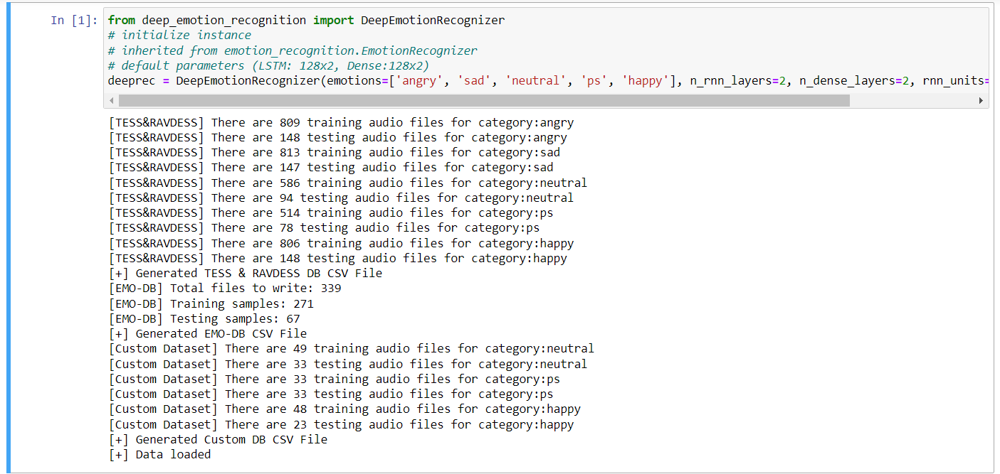 In [1]: from deep_emotion_recognition import DeepEmotionRecognizer
# initialize instance
# inherited from emotion_recognition.EmotionRecognizer
# default parameters (LSTM: 128x2, Dense:128x2)
deeprec = DeepEmotionRecognizer(emotions=['angry', 'sad', 'neutral', 'ps', 'happy'], n_rnn_layers=2, n_dense_layers=2, rnn_units=
[TESS&RAVDESS] There are 809 training audio files for category:angry
[TESS&RAVDESS] There are 148 testing audio files for category:angry
[TESS&RAVDESS] There are 813 training audio files for category:sad
[TESS&RAVDESS] There are 147 testing audio files for category:sad
[TESS&RAVDESS] There are 586 training audio files for category:neutral
[TESS&RAVDESS] There are 94 testing audio files for category:neutral
[TESS&RAVDESS] There are 514 training audio files for category:ps
[TESS&RAVDESS] There are 78 testing audio files for category:ps
[TESS&RAVDESS] There are 806 training audio files for category:happy
[TESS&RAVDESS] There are 148 testing audio files for category:happy
[+] Generated TESS & RAVDESS DB CSV File
[EMO-DB] Total files to write: 339
[EMO-DB] Training samples: 271
[EMO-DB] Testing samples: 67
[+] Generated EMO-DB CSV File
[Custom Dataset] There are 49 training audio files for category:neutral
[Custom Dataset] There are 33 testing audio files for category:neutral
[Custom Dataset] There are 33 training audio files for category:ps
[Custom Dataset] There are 33 testing audio files for category:ps
[Custom Dataset] There are 48 training audio files for category:happy
[Custom Dataset] There are 23 testing audio files for category:happy
[+] Generated Custom DB CSV File
[+] Data loaded